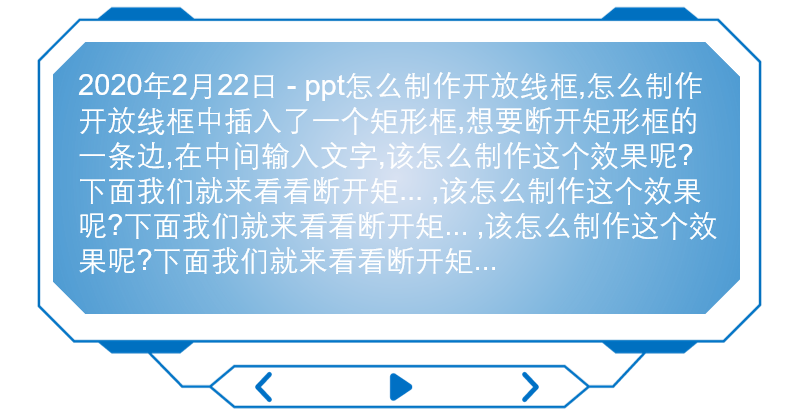 2020年2月22日 - ppt怎么制作开放线框,怎么制作
开放线框中插入了一个矩形框,想要断开矩形框的
一条边,在中间输入文字,该怎么制作这个效果呢?
下面我们就来看看断开矩... ,该怎么制作这个效果
呢?下面我们就来看看断开矩... ,该怎么制作这个效
果呢?下面我们就来看看断开矩...